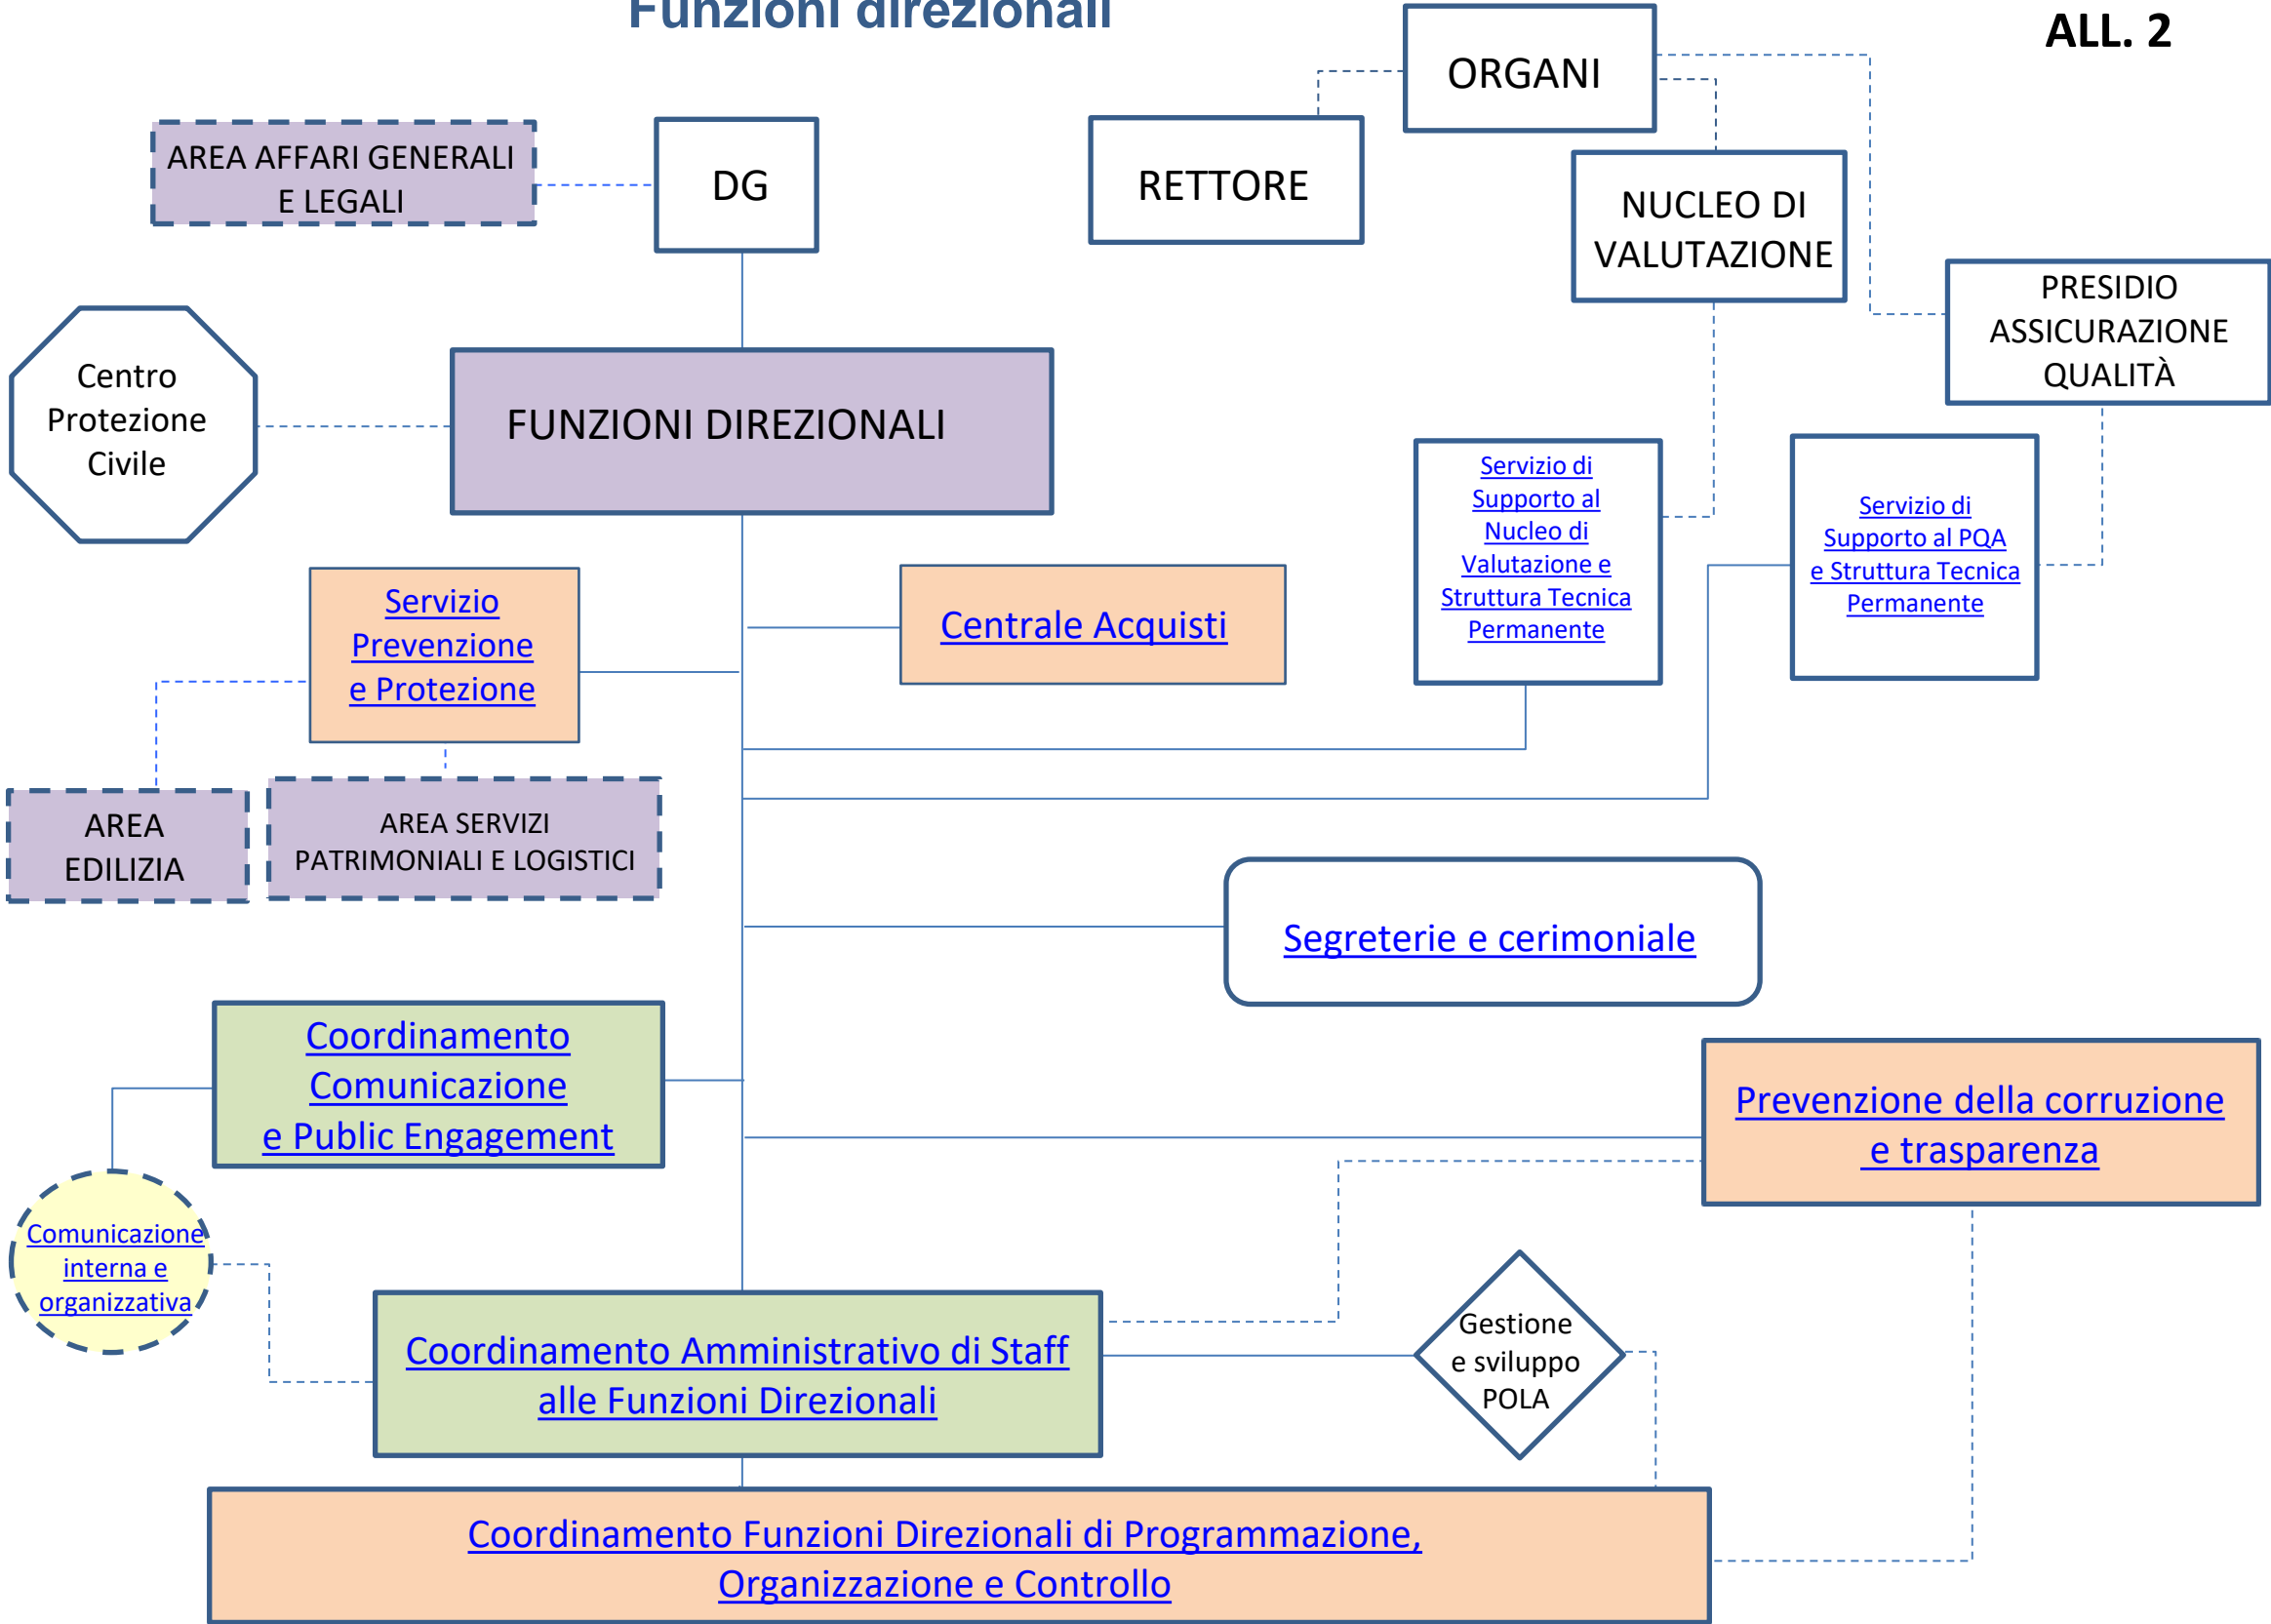 Funzioni direzionali
ALL. 2
ORGANI
AREA AFFARI GENERALI
E LEGALI
DG
RETTORE
NUCLEO DI
VALUTAZIONE
PRESIDIO
ASSICURAZIONE
QUALITÀ
Centro
Protezione
Civile
FUNZIONI DIREZIONALI
Servizio di
Supporto al
Nucleo di
Valutazione e
Struttura Tecnica
Permanente
Servizio di
Supporto al PQA
e Struttura Tecnica
Permanente
Servizio
Prevenzione
e Protezione
Centrale Acquisti
AREA
EDILIZIA
AREA SERVIZI
PATRIMONIALI E LOGISTICI
Segreterie e cerimoniale
Coordinamento
Comunicazione
e Public Engagement
Prevenzione della corruzione
e trasparenza
Comunicazione
interna e
organizzativa
Gestione
e sviluppo
POLA
Coordinamento Amministrativo di Staff
alle Funzioni Direzionali
Coordinamento Funzioni Direzionali di Programmazione,
Organizzazione e Controllo